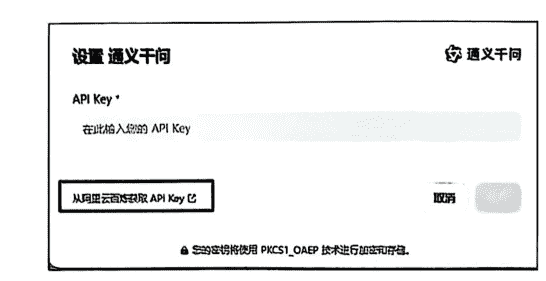 设置 通义千问
通义千问
API Key *
在此输入您的 API Key
从阿里云百炼获取 API Key
取消
您的密钥将使用 PKCS1_OAEP 技术进行加密和存储。